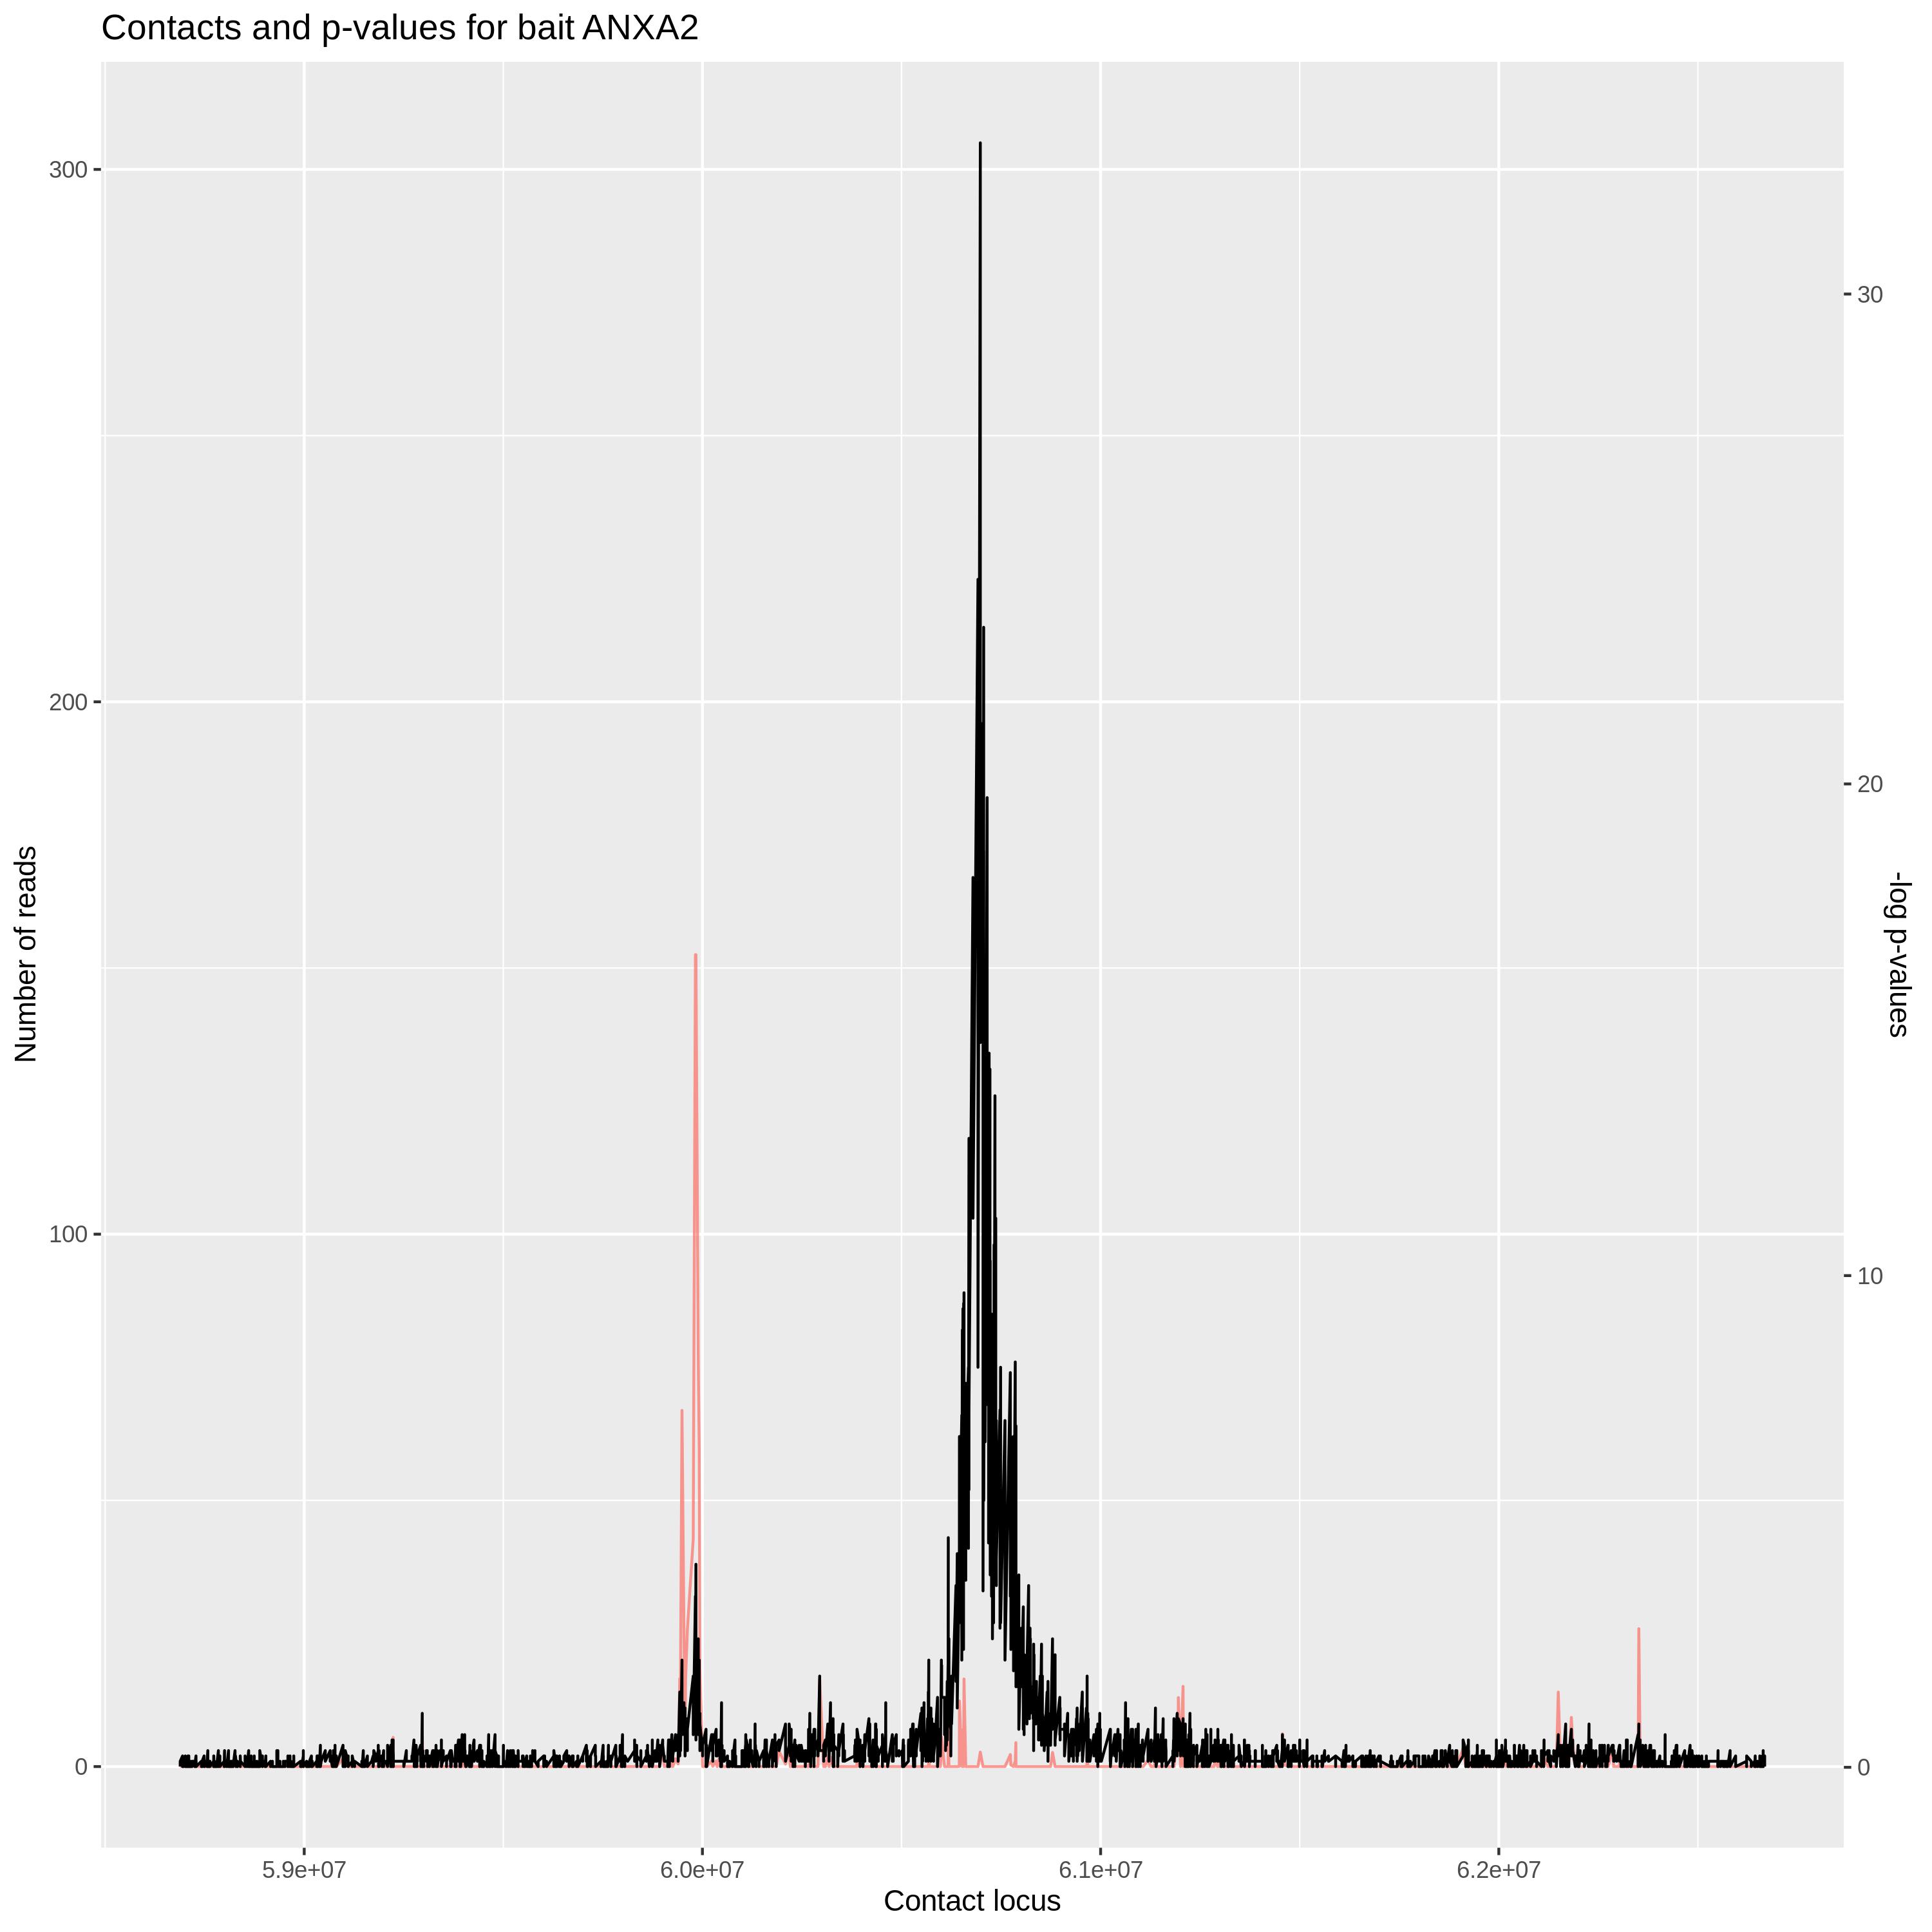 Contacts and p-values for bait ANXA2
300
200
100
0
Number of reads
30
20
10
0
-log p-values
5.9e+07
6.0e+07
6.1e+07
6.2e+07
Contact locus